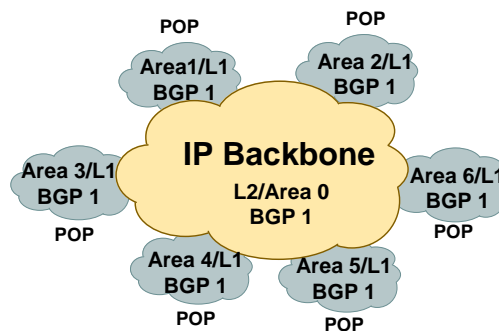 POP
POP
Area1/L1
BGP 1
Area 2/L1
BGP 1
IP Backbone
L2/Area 0
BGP 1
Area 3/L1
BGP 1
POP
Area 6/L1
BGP 1
POP
Area 4/L1
BGP 1
POP
Area 5/L1
BGP 1
POP